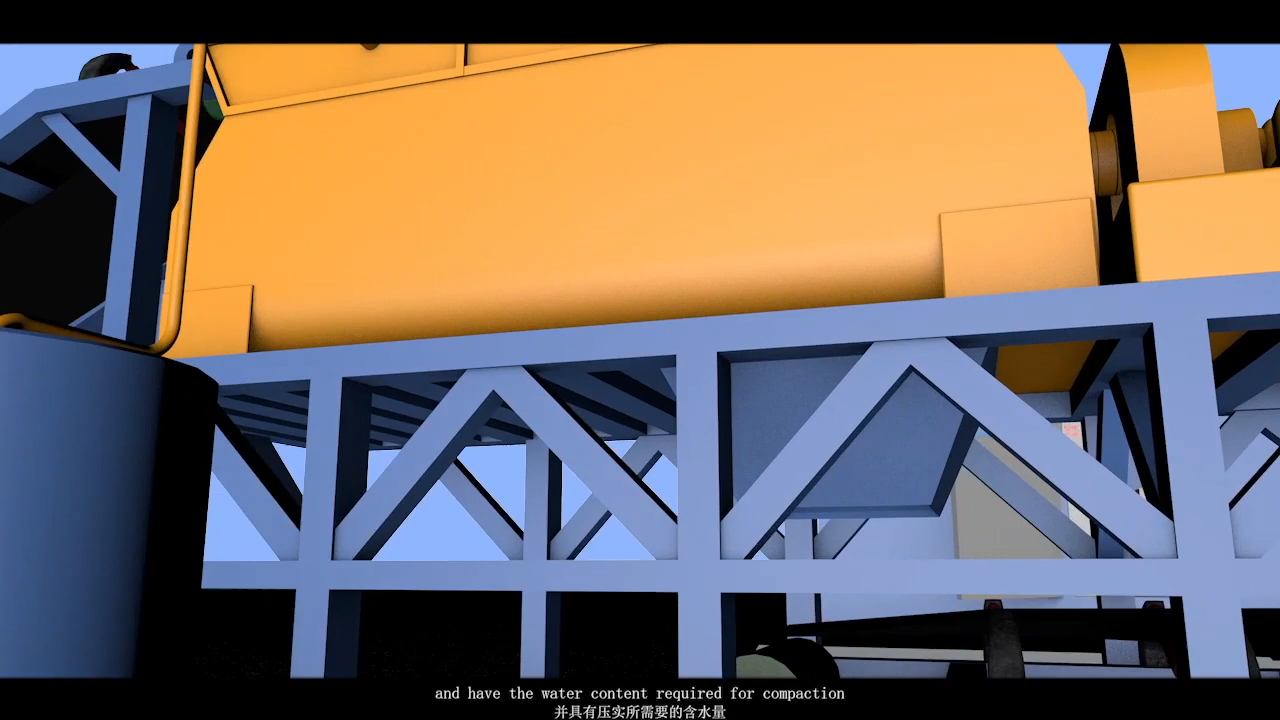 and have the water content required for compaction
并具有压实所需要的含水量